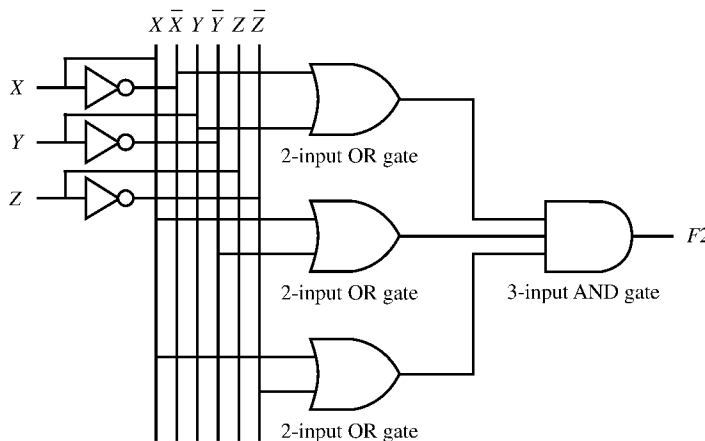 X X̅ Y Y̅ Z Z̅
X
Y
2-input OR gate
Z
F2
2-input OR gate
3-input AND gate
2-input OR gate